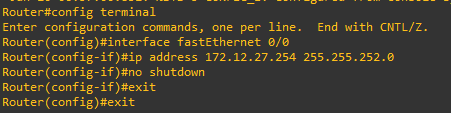 Router#config terminal
Enter configuration commands, one per line.  End with CNTL/Z.
Router(config)#interface fastEthernet 0/0
Router(config-if)#ip address 172.12.27.254 255.255.252.0
Router(config-if)#no shutdown
Router(config-if)#exit
Router(config)#exit